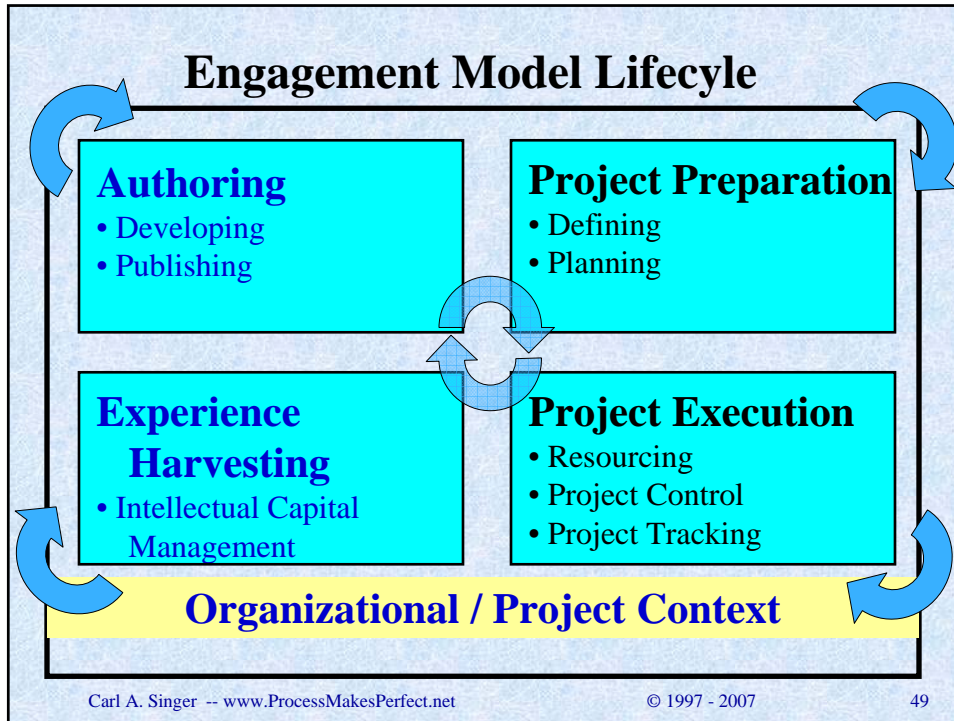 Engagement Model Lifecyle
Authoring
• Developing
• Publishing
Project Preparation
• Defining
• Planning
Experience
Harvesting
• Intellectual Capital
Management
Project Execution
• Resourcing
• Project Control
• Project Tracking
Organizational / Project Context
Carl A. Singer -- www.ProcessMakesPerfect.net © 1997 - 2007 49